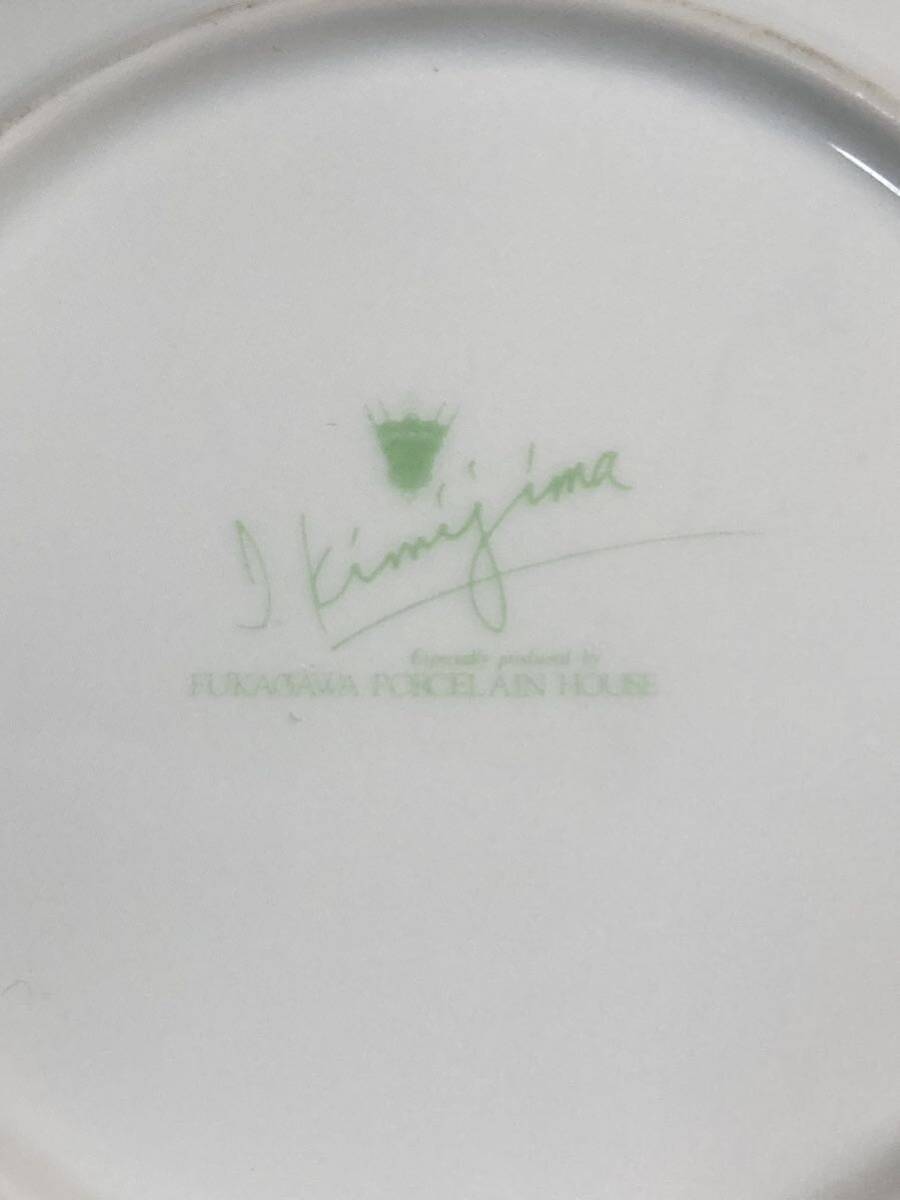 I. Kimijima
Especially produced by
FUKAGAWA PORCELAIN HOUSE